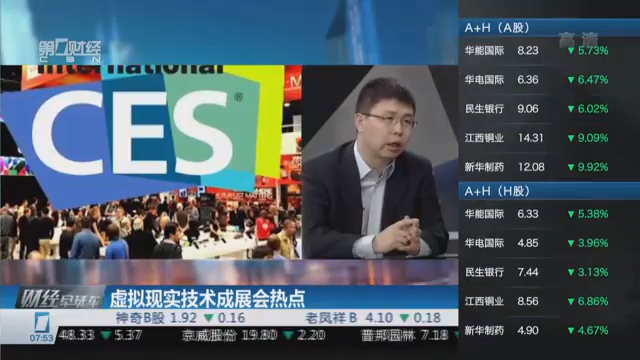 第一财经
CBN
高清
International
CES®
A+H（A股）
华能国际 8.23 ▼5.73%
华电国际 6.36 ▼6.47%
民生银行 9.06 ▼6.02%
江西铜业 14.31 ▼9.09%
新华制药 12.08 ▼9.92%
A+H（H股）
华能国际 6.33 ▼5.38%
华电国际 4.85 ▼3.96%
民生银行 7.44 ▼3.13%
江西铜业 8.56 ▼6.86%
新华制药 4.90 ▼4.67%
财经早班车
虚拟现实技术成展会热点
神奇B股 1.92 ▼0.16 老凤祥B 4.10 ▼0.18
07:53
48.33 ▼5.37 京威股份 19.80 ▼2.20 普邦园林 7.18 ▼